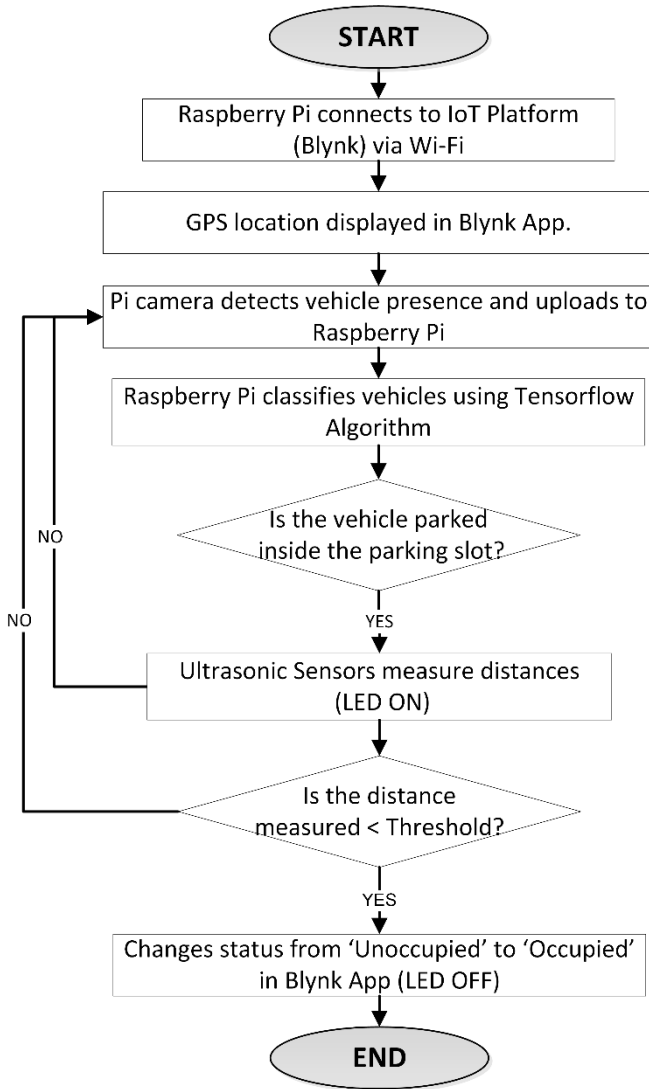 START
Raspberry Pi connects to IoT Platform
(Blynk) via Wi-Fi
GPS location displayed in Blynk App.
Pi camera detects vehicle presence and uploads to
Raspberry Pi
Raspberry Pi classifies vehicles using Tensorflow
Algorithm
Is the vehicle parked
inside the parking slot?
NO
NO
YES
Ultrasonic Sensors measure distances
(LED ON)
Is the distance
measured < Threshold?
YES
Changes status from ‘Unoccupied’ to ‘Occupied’
in Blynk App (LED OFF)
END